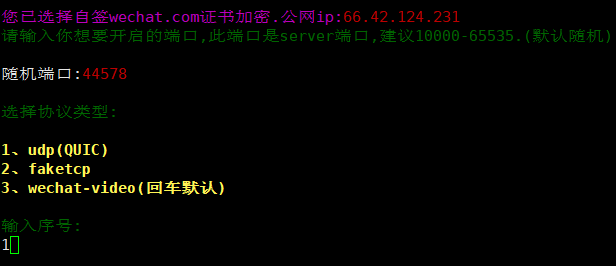 您已选择自签wechat.com证书加密.公网ip:66.42.124.231
请输入你想要开启的端口,此端口是server端口,建议10000-65535.(默认随机)
随机端口:44578
选择协议类型:
1、udp(QUIC)
2、faketcp
3、wechat-video(回车默认)
输入序号:
1